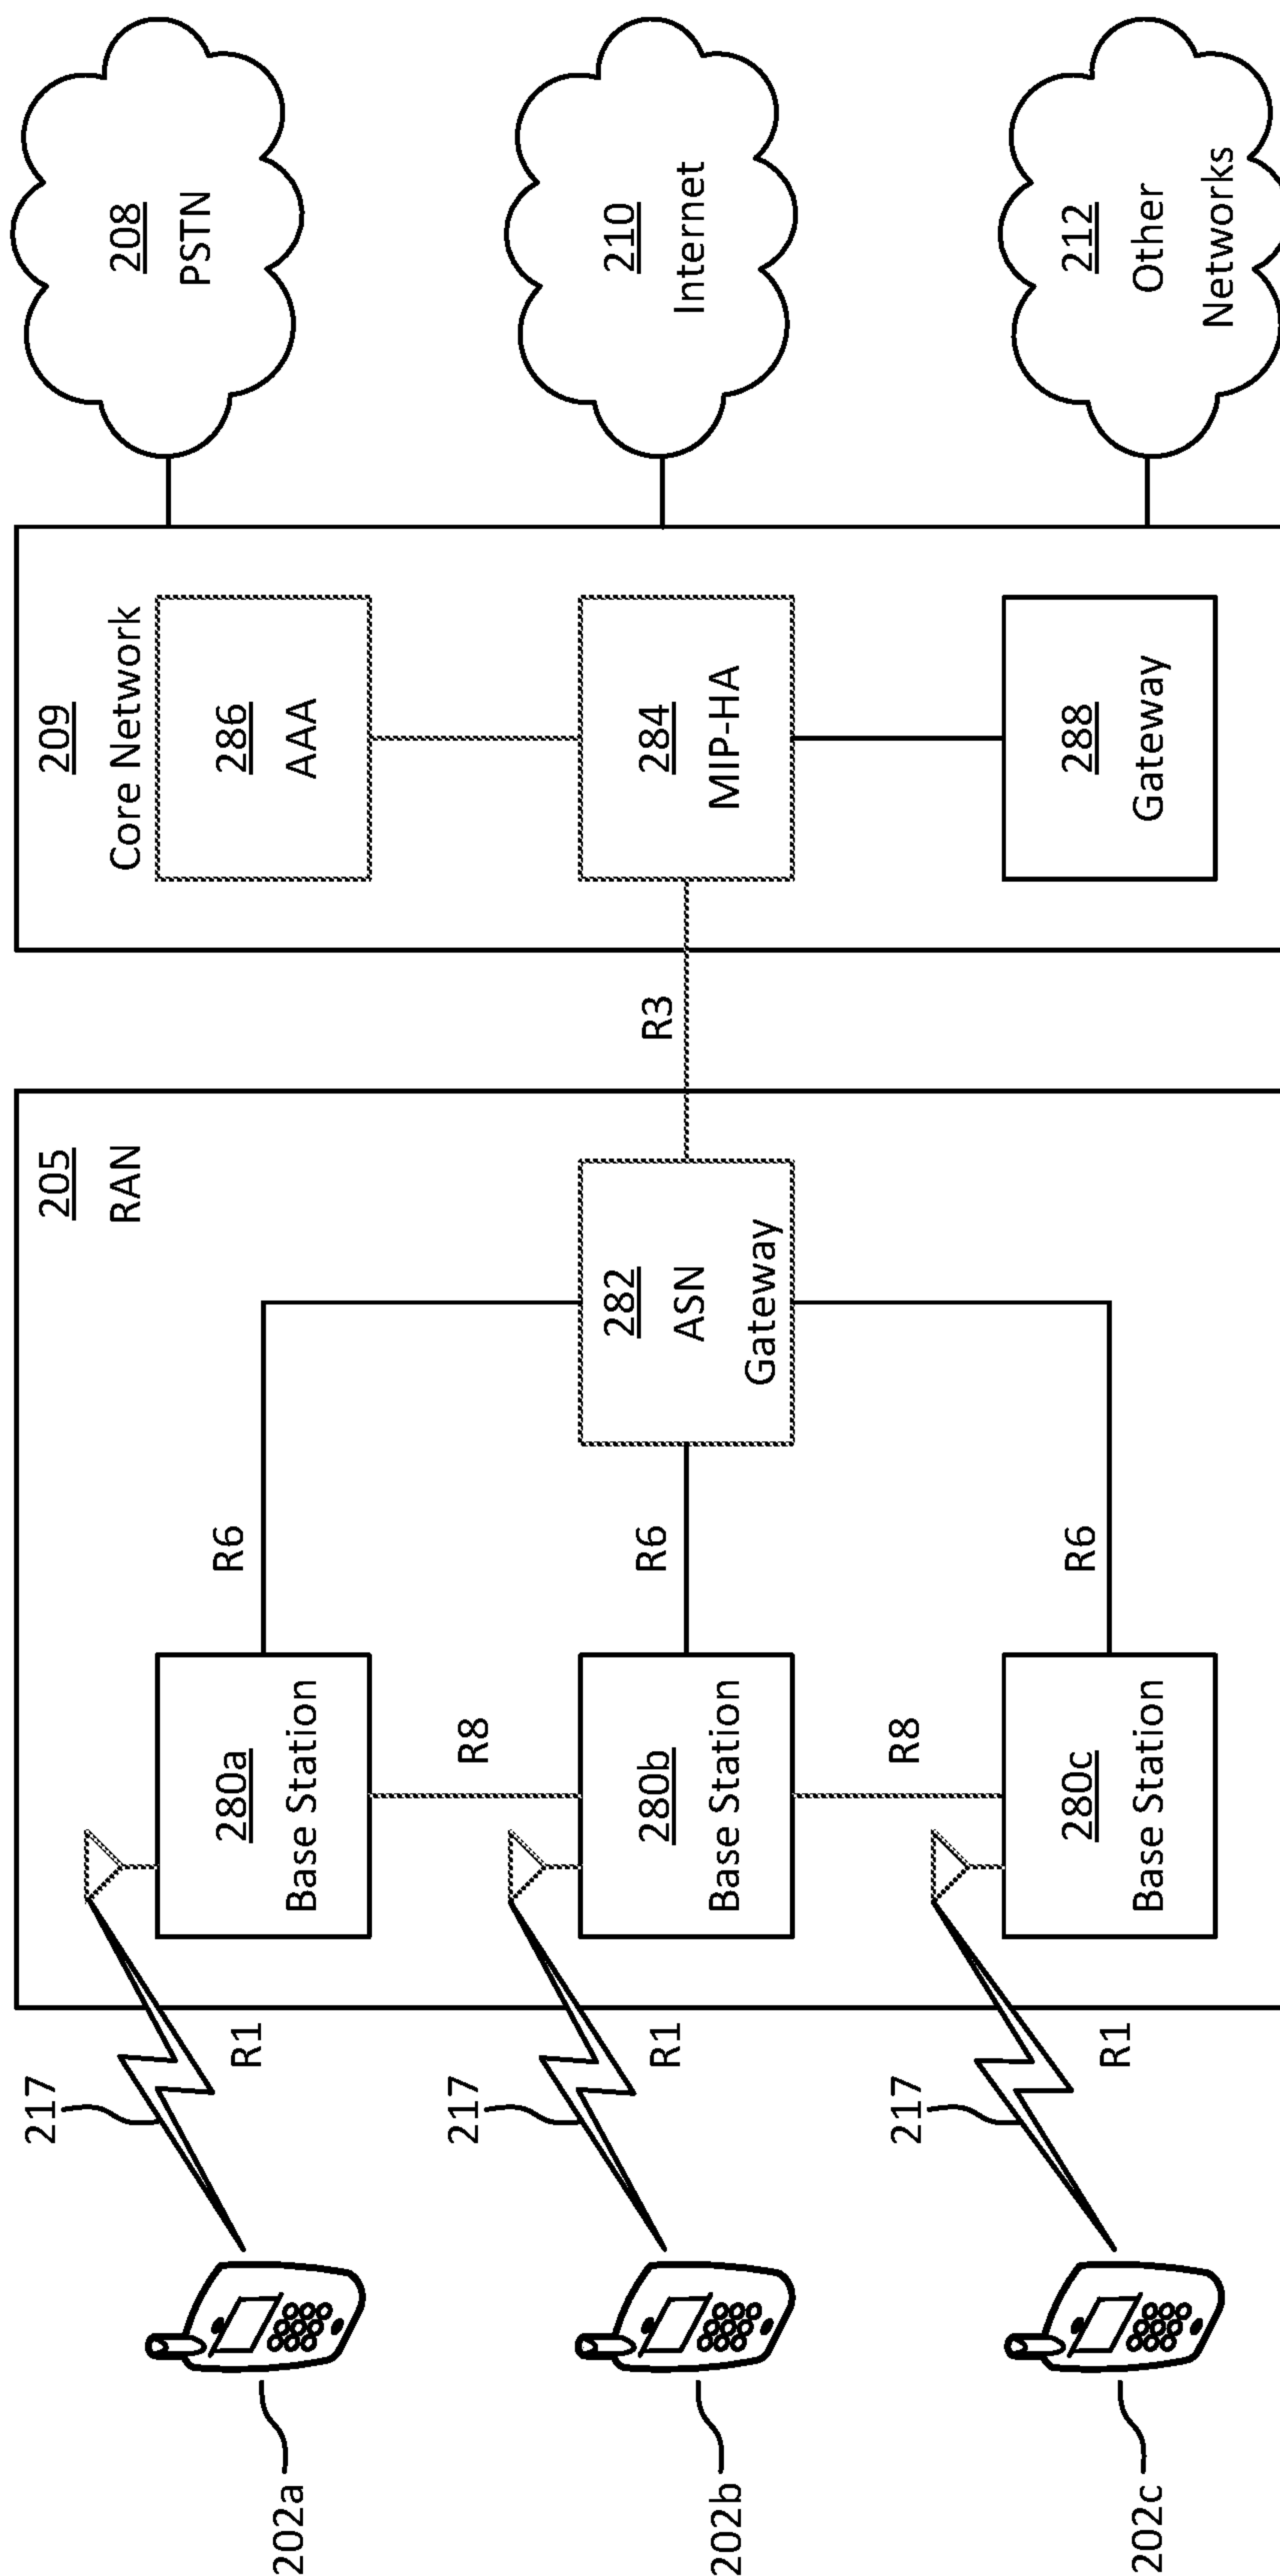 202a
217
R1
280a
Base Station
R6
205
RAN
209
Core Network
286
AAA
208
PSTN
R8
202b
217
R1
280b
Base Station
R6
282
ASN
Gateway
R3
284
MIP-HA
210
Internet
R8
202c
217
R1
280c
Base Station
R6
288
Gateway
212
Other
Networks